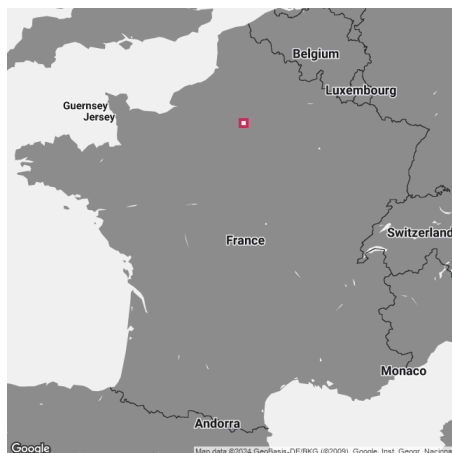 Belgium
Luxembourg
Guernsey
Jersey
Switzerland
France
Monaco
Andorra
Google
Map data ©2024 GeoBasis-DE/BKG (©2009), Google, Inst. Geogr. Naciona